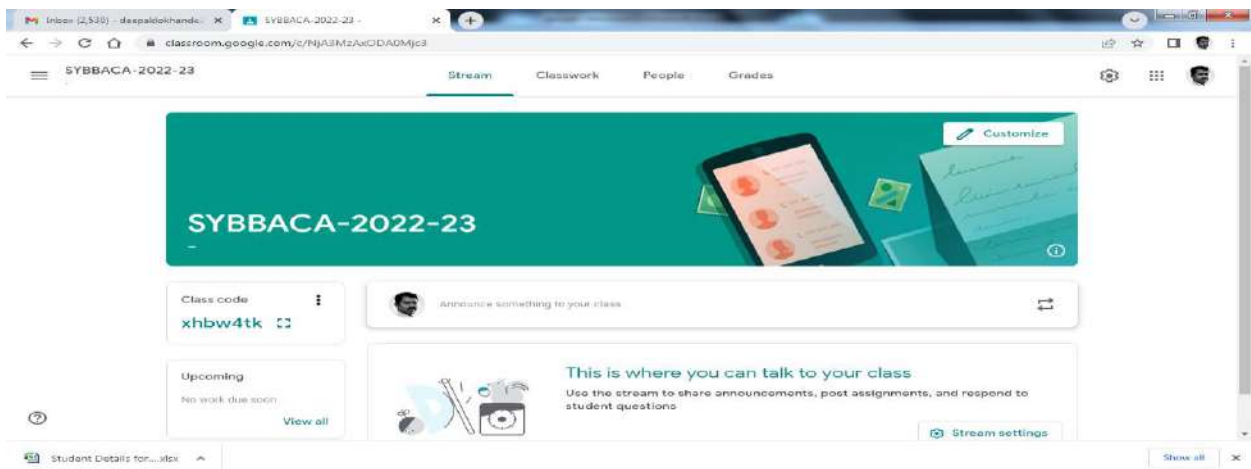 Inbox (2,530) - deepaldokhande
SYBBACA-2022-23 -
classroom.google.com/c/
SYBBACA-2022-23
Stream
Classwork
People
Grades
Customize
SYBBACA-2022-23
-
Class code
xhbw4tk
Announce something to your class
Upcoming
No work due soon
View all
This is where you can talk to your class
Use the stream to share announcements, post assignments, and respond to
student questions
Stream settings
Student Details for....xlsx
Show all